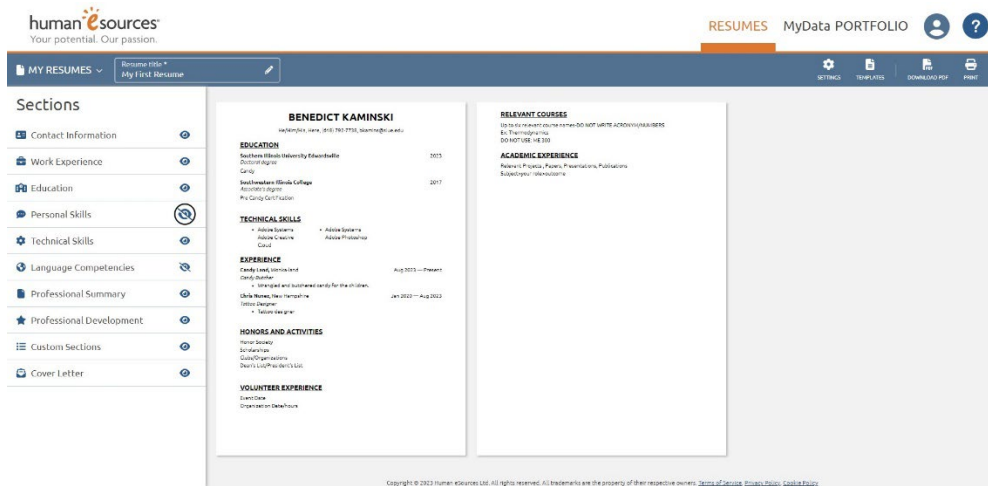 human esources
Your potential. Our passion.
RESUMES
MyData PORTFOLIO
?
MY RESUMES
Resume title *
My First Resume
SETTINGS
TEMPLATES
DOWNLOAD PDF
PRINT
Sections
Contact Information
Work Experience
Education
Personal Skills
Technical Skills
Language Competencies
Professional Summary
Professional Development
Custom Sections
Cover Letter
BENEDICT KAMINSKI
He/Him/His, Here,
EDUCATION
Southern Illinois University Edwardsville 2023
Doctoral degree
Candy
Southwestern Illinois College 2017
Associate's degree
Pre Candy Certification
TECHNICAL SKILLS
• Adobe Systems • Adobe Systems
Adobe Creative Adobe Photoshop
Cloud
EXPERIENCE
Candy Land, Aug 2023 — Present
Candy Butcher
• Wrangled and butchered candy for the children.
Chris Nunez, New Hampshire Jan 2020 — Aug 2023
Tattoo Designer
• Tattoo designer
HONORS AND ACTIVITIES
Honor Society
Scholarships
Clubs/Organizations
Dean's List/President's List
VOLUNTEER EXPERIENCE
Event Date
Organization Date/hours
RELEVANT COURSES
Up to six relevant course names-DO NOT WRITE ACRONYM/NUMBERS
Ex. Thermodynamics
DO NOT USE: ME 310
ACADEMIC EXPERIENCE
Relevant Projects, Papers, Presentations, Publications
Subject>your role>outcome
Copyright © 2023 Human eSources Ltd. All rights reserved. All trademarks are the property of their respective owners. Terms of Service, Privacy Policy, Cookie Policy